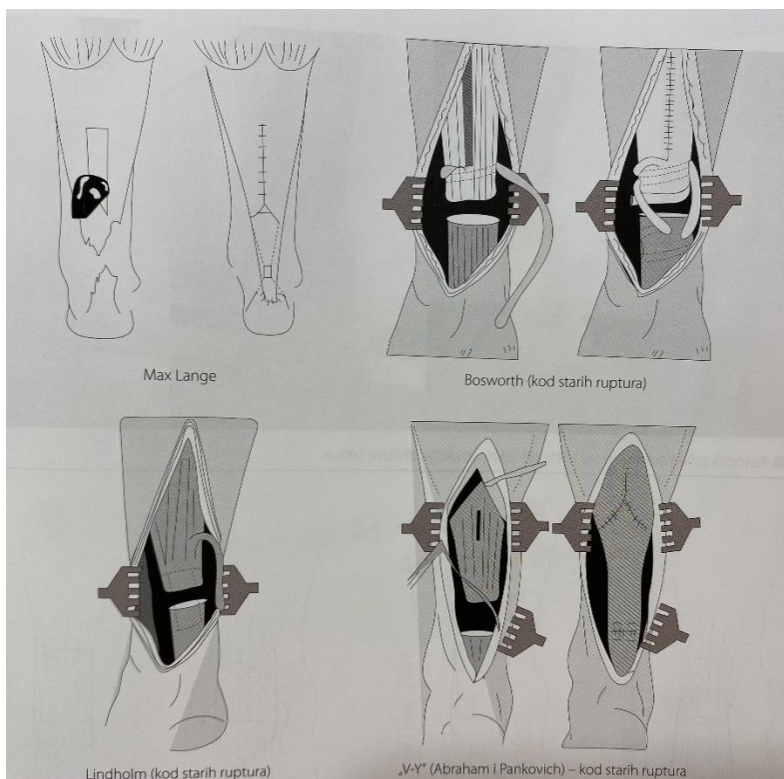 Max Lange
Bosworth (kod starih ruptura)
Lindholm (kod starih ruptura)
„V-Y” (Abraham i Pankovich) – kod starih ruptura